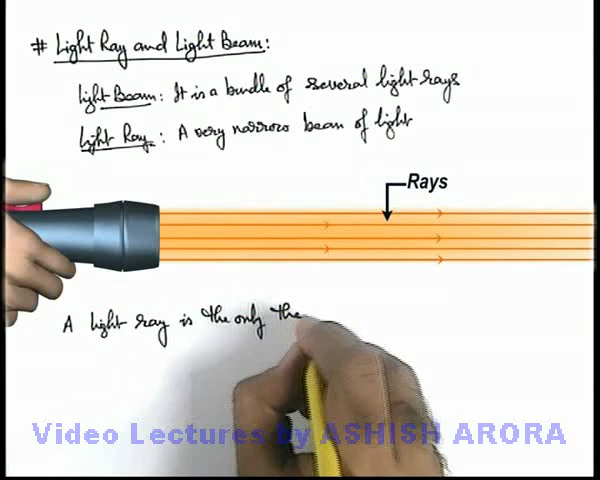 # Light Ray and Light Beam:
Light Beam: It is a bundle of several light rays
Light Ray: A very narrow beam of light
Rays
A light ray is the only the
Video Lectures by ASHISH ARORA